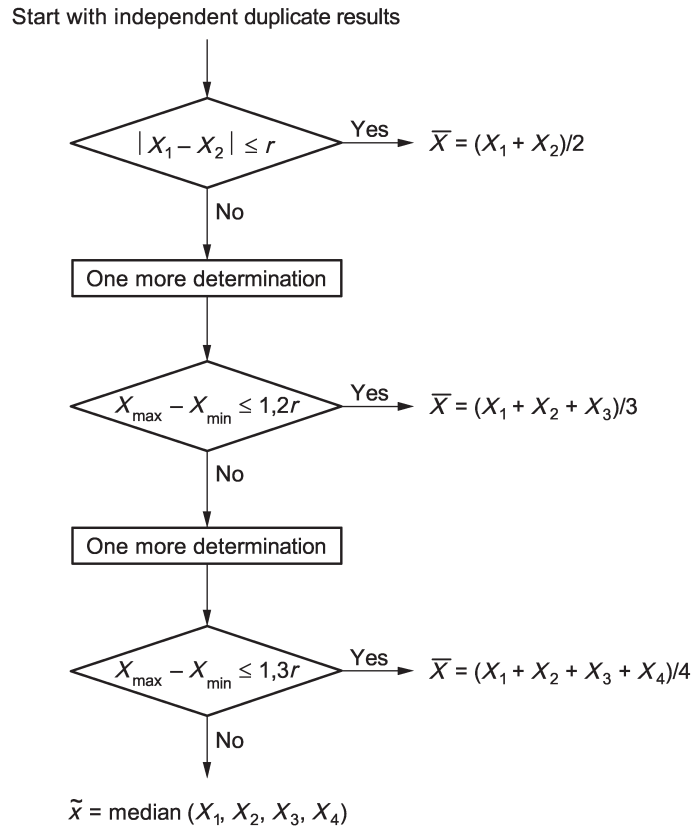 Start with independent duplicate results
| X₁ – X₂ | ≤ r
Yes
X̅ = (X₁ + X₂)/2
No
One more determination
Xmax – Xmin ≤ 1,2r
Yes
X̅ = (X₁ + X₂ + X₃)/3
No
One more determination
Xmax – Xmin ≤ 1,3r
Yes
X̅ = (X₁ + X₂ + X₃ + X₄)/4
No
x̃ = median (X₁, X₂, X₃, X₄)